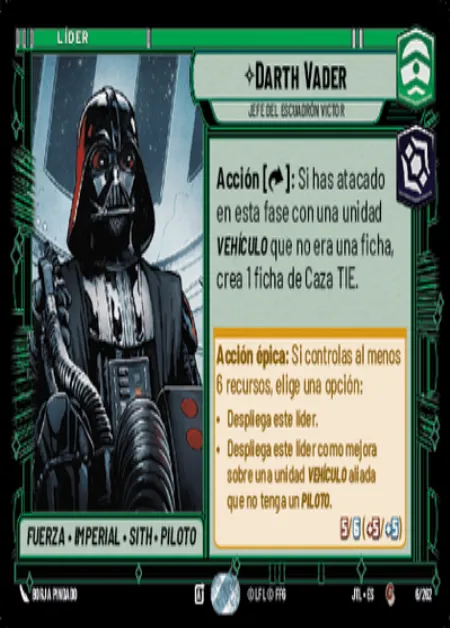 LÍDER
DARTH VADER
JEFE DEL ESCUADRÓN VICTOR
Acción [ ]: Si has atacado
en esta fase con una unidad
VEHÍCULO que no era una ficha,
crea 1 ficha de Caza TIE.
Acción épica: Si controlas al menos
6 recursos, elige una opción:
• Despliega este líder.
• Despliega este líder como mejora
sobre una unidad VEHÍCULO aliada
que no tenga un PILOTO.
5/6 (+5/+5)
FUERZA • IMPERIAL • SITH • PILOTO
BORJA PINDADO
© LFL © FFG
JTL • ES
C
6/262